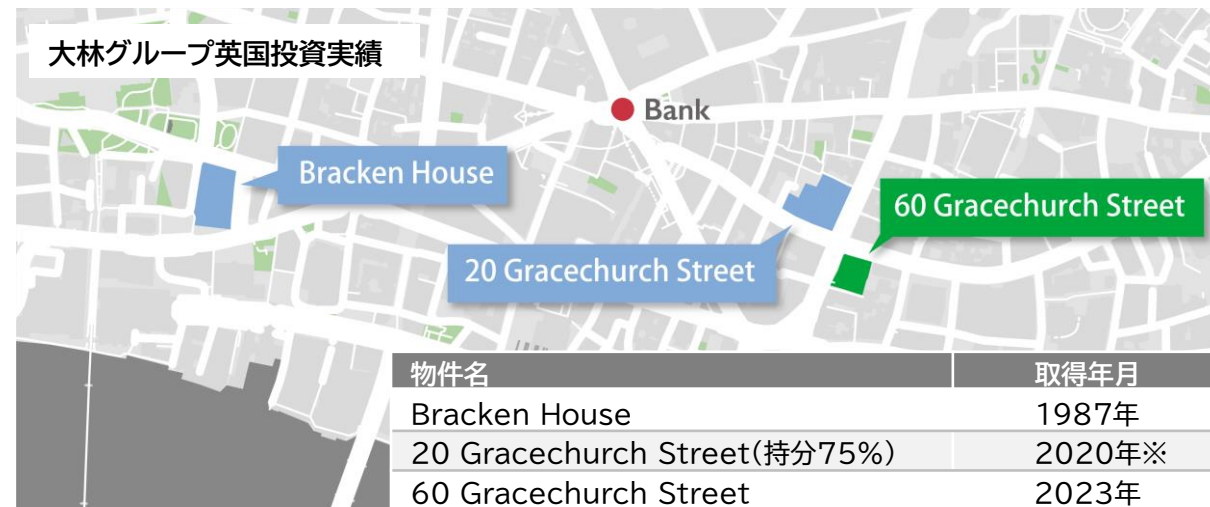 大林グループ英国投資実績
Bank
Bracken House
60 Gracechurch Street
20 Gracechurch Street
物件名 取得年月
Bracken House 1987年
20 Gracechurch Street(持分75%) 2020年※
60 Gracechurch Street 2023年